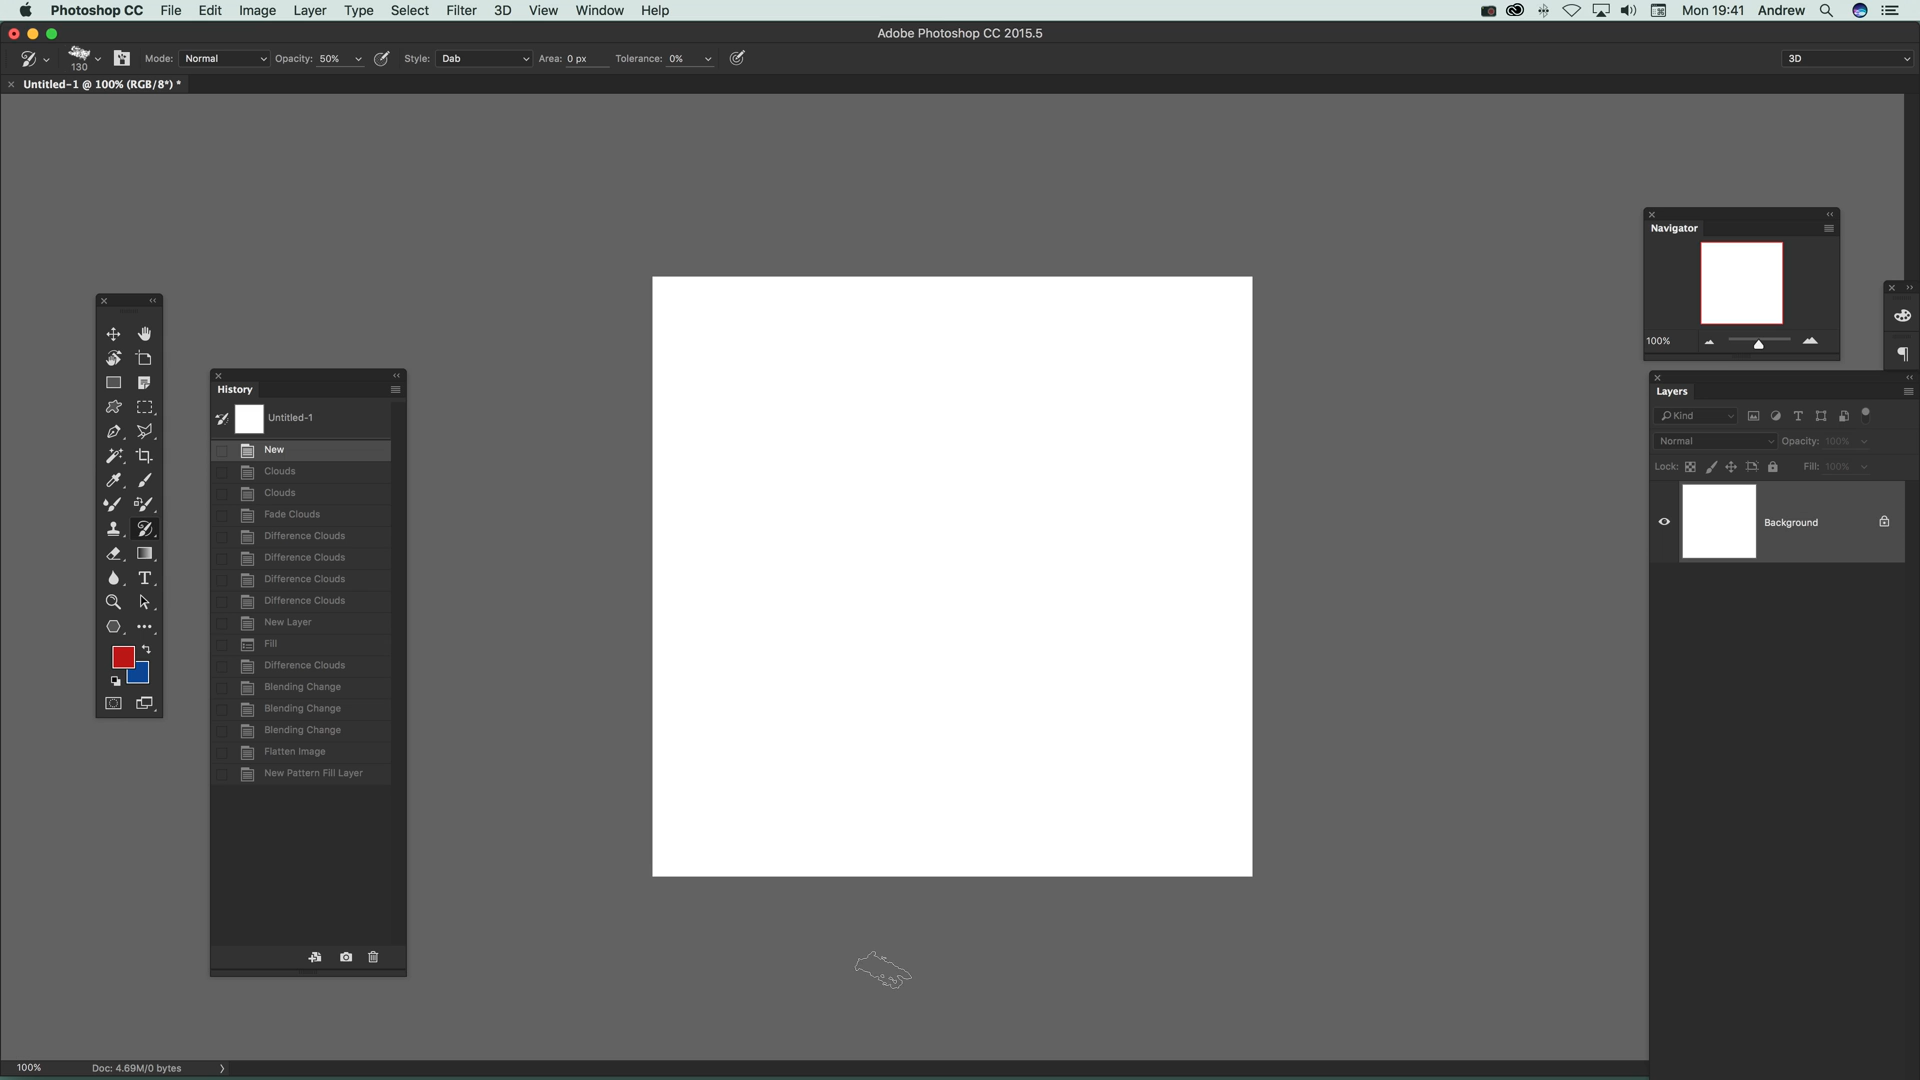 Photoshop CC File Edit Image Layer Type Select Filter 3D View Window Help Mon 19:41 Andrew
Adobe Photoshop CC 2015.5
130 Mode: Normal Opacity: 50% Style: Dab Area: 0 px Tolerance: 0% 3D
Untitled-1 @ 100% (RGB/8*) *
Navigator
100%
History
Untitled-1
New
Clouds
Clouds
Fade Clouds
Difference Clouds
Difference Clouds
Difference Clouds
Difference Clouds
New Layer
Fill
Difference Clouds
Blending Change
Blending Change
Blending Change
Flatten Image
New Pattern Fill Layer
Layers
Kind
Normal Opacity: 100%
Lock: Fill: 100%
Background
100% Doc: 4.69M/0 bytes